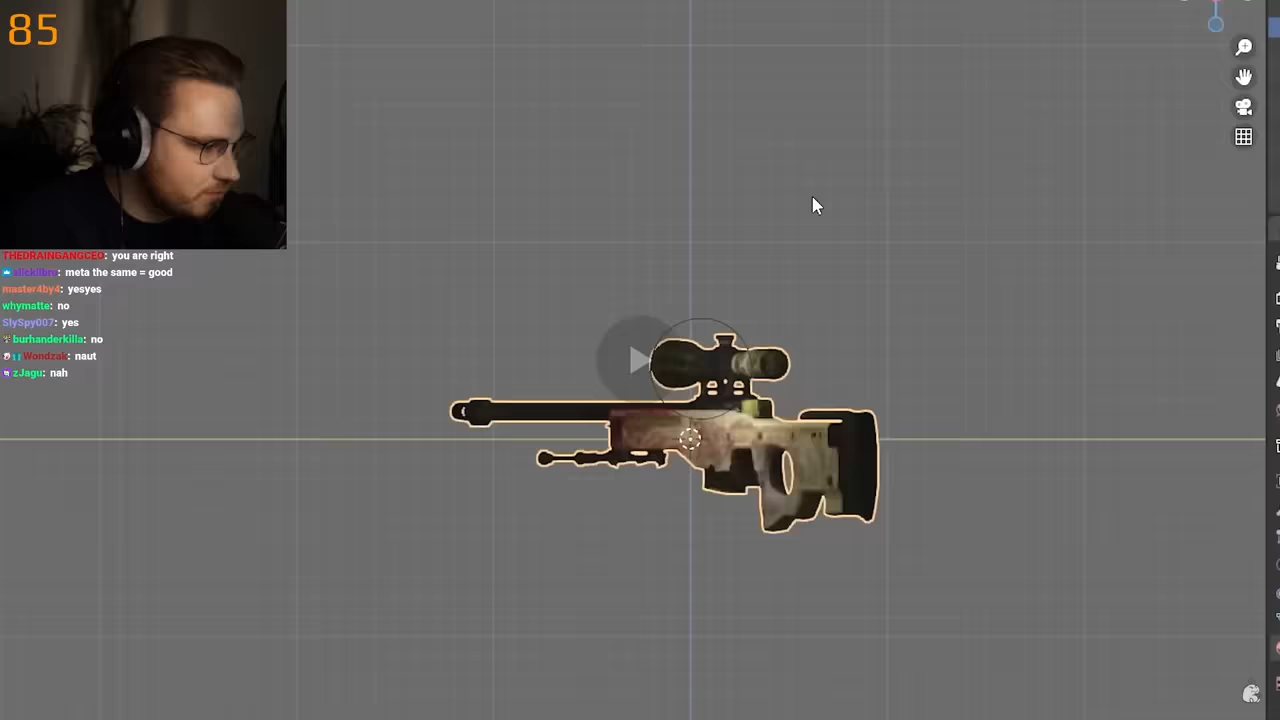 85
THEDRAINGANGCEO: you are right
slicklibro: meta the same = good
master4by4: yesyes
whymatte: no
SlySpy007: yes
burhanderkilla: no
Wondzak: naut
zJagu: nah